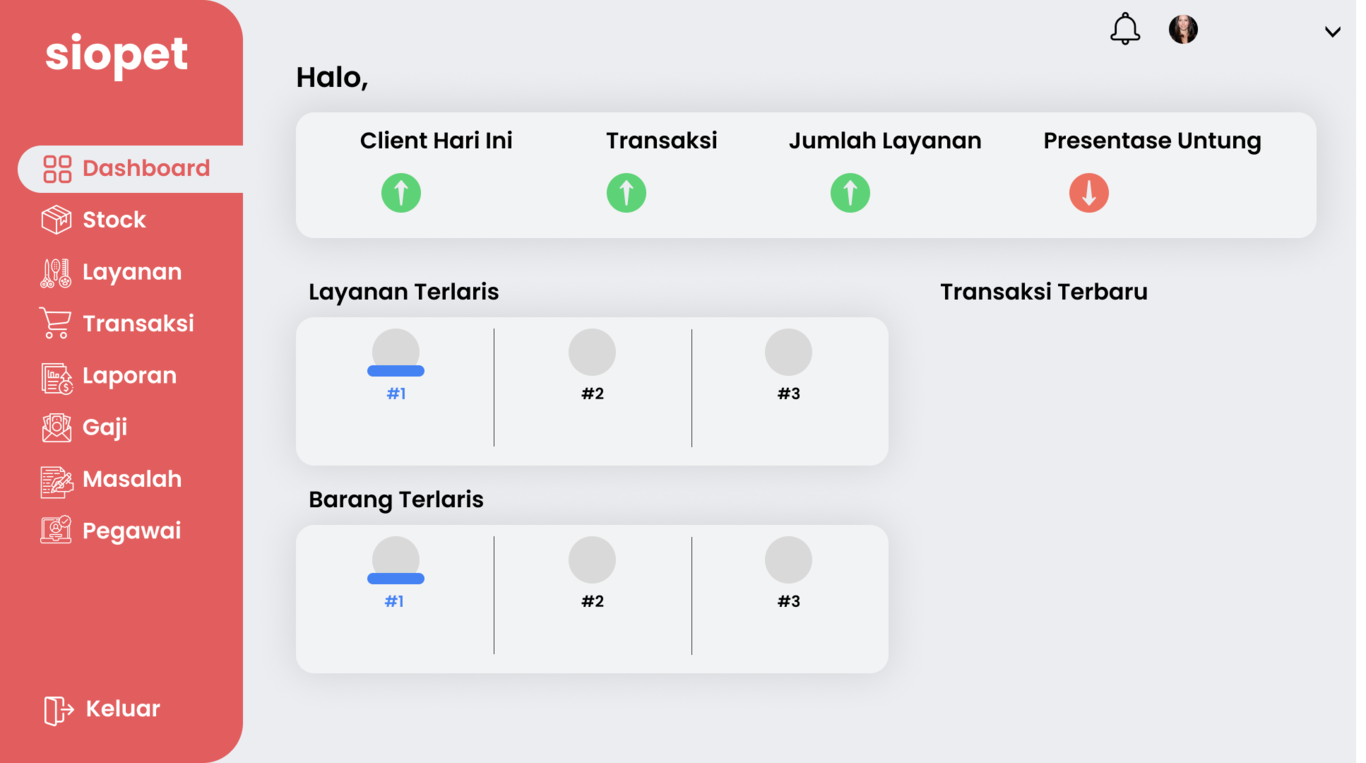 siopet
Dashboard
Stock
Layanan
Transaksi
Laporan
Gaji
Masalah
Pegawai
Keluar
Halo,
Client Hari Ini
Transaksi
Jumlah Layanan
Presentase Untung
Layanan Terlaris
#1
#2
#3
Barang Terlaris
#1
#2
#3
Transaksi Terbaru